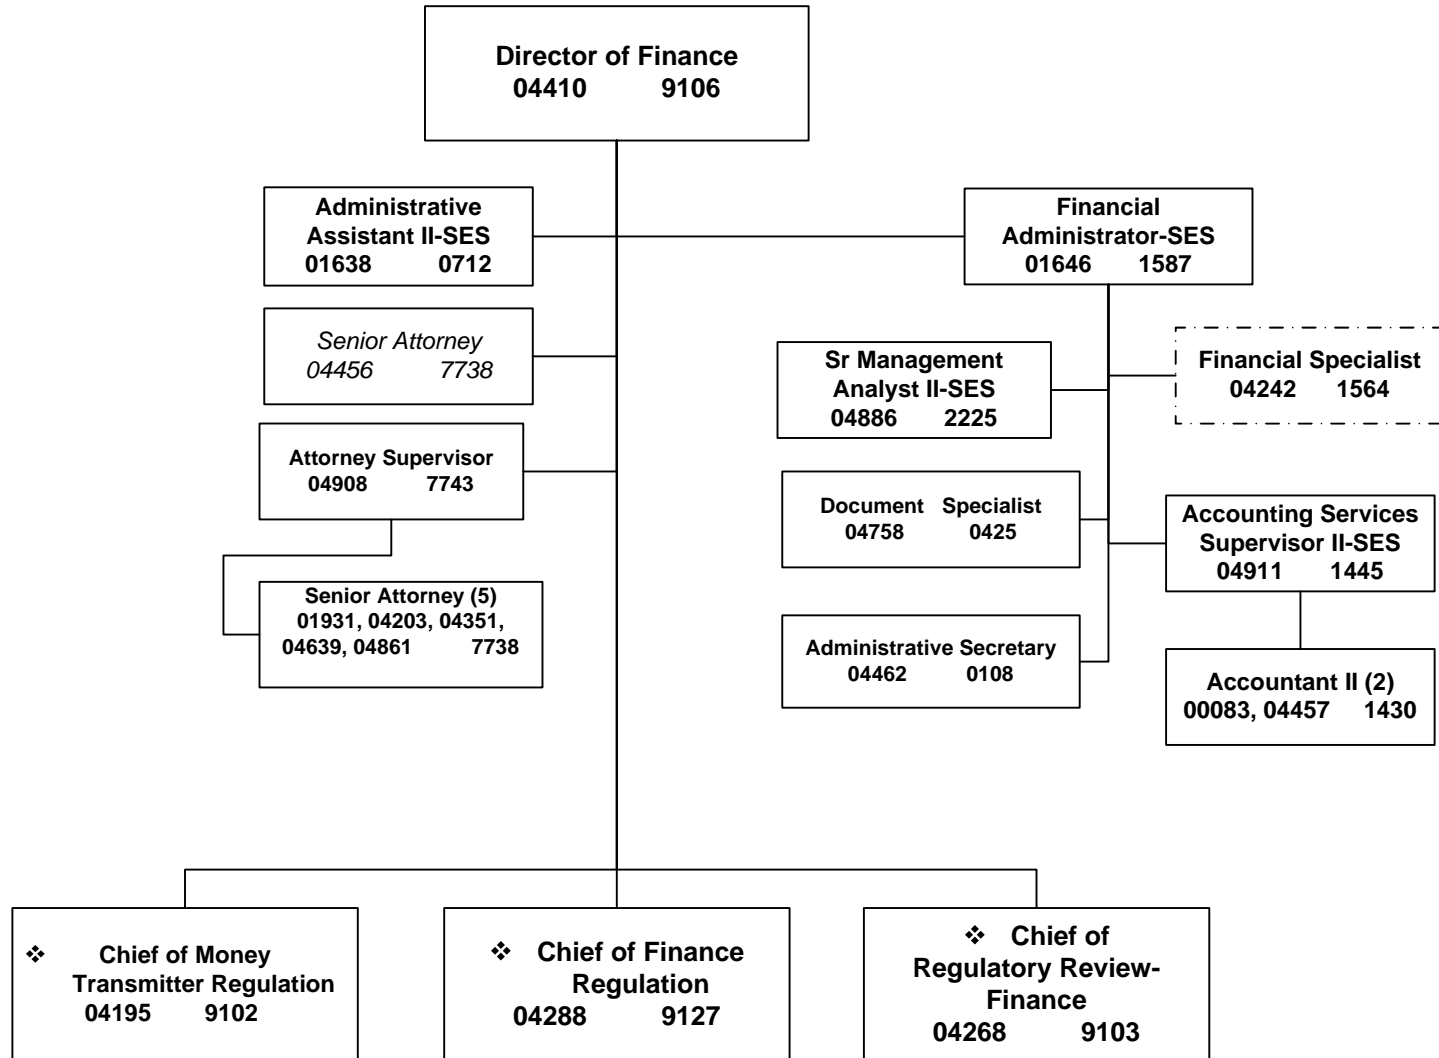 Director of Finance
04410 9106
Administrative
Assistant II-SES
01638 0712
Financial
Administrator-SES
01646 1587
Senior Attorney
04456 7738
Sr Management
Analyst II-SES
04886 2225
Financial Specialist
04242 1564
Attorney Supervisor
04908 7743
Document Specialist
04758 0425
Accounting Services
Supervisor II-SES
04911 1445
Senior Attorney (5)
01931, 04203, 04351,
04639, 04861 7738
Administrative Secretary
04462 0108
Accountant II (2)
00083, 04457 1430
❖ Chief of Money
Transmitter Regulation
04195 9102
❖ Chief of Finance
Regulation
04288 9127
❖ Chief of
Regulatory Review-
Finance
04268 9103